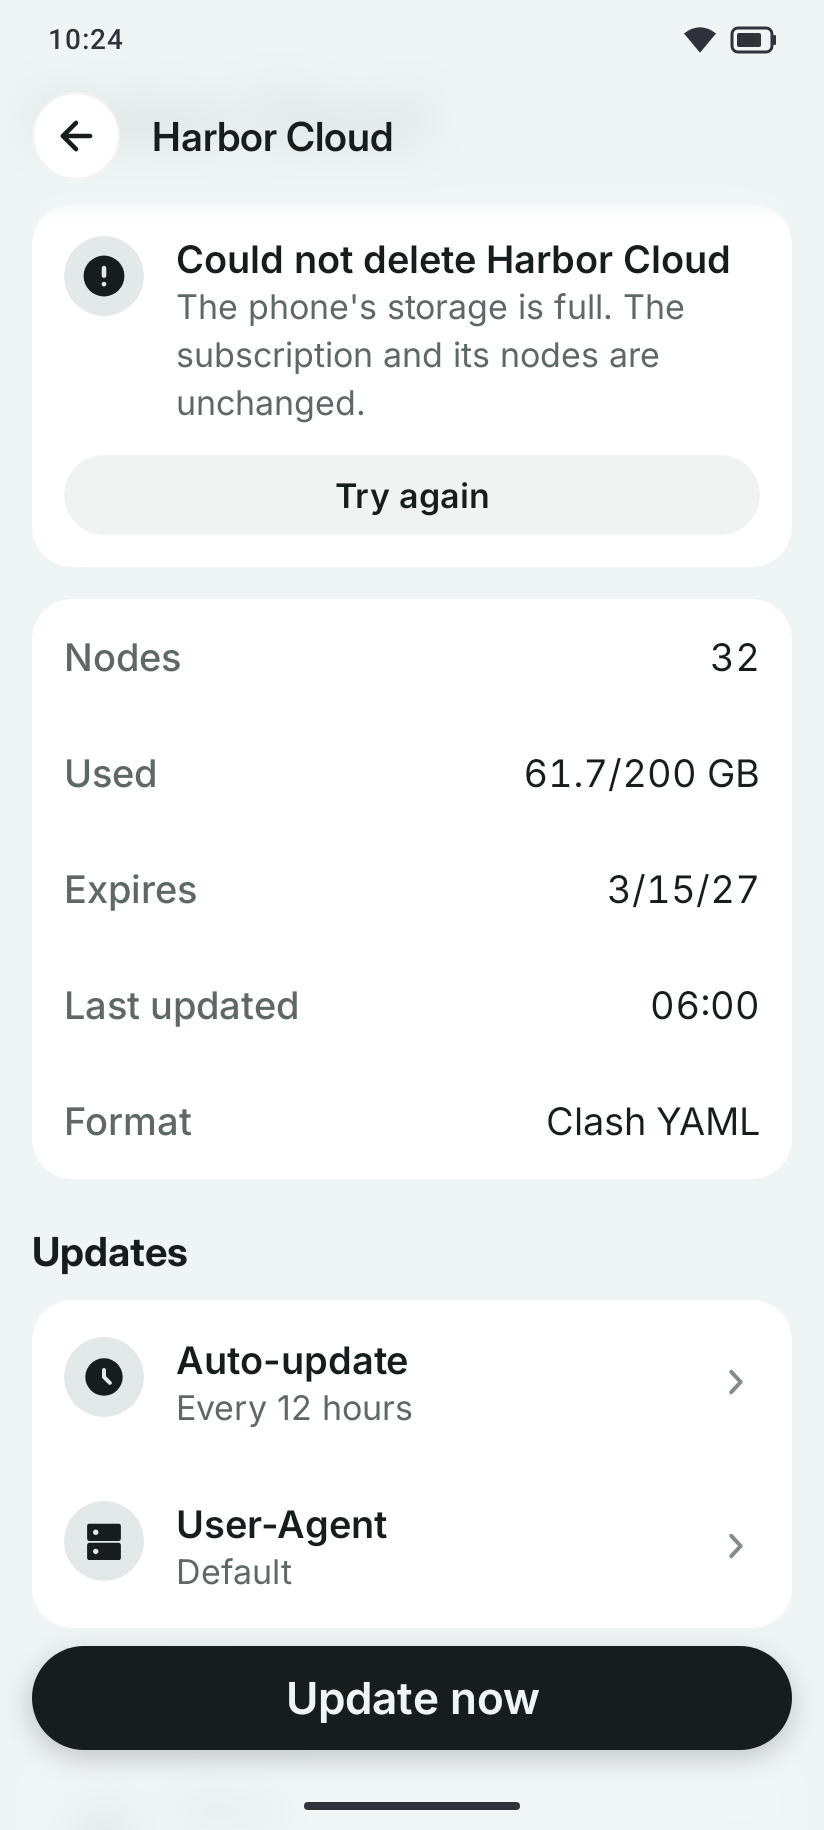 10:24
Harbor Cloud
Could not delete Harbor Cloud
The phone's storage is full. The
subscription and its nodes are
unchanged.
Try again
Nodes 32
Used 61.7/200 GB
Expires 3/15/27
Last updated 06:00
Format Clash YAML
Updates
Auto-update
Every 12 hours
User-Agent
Default
Update now